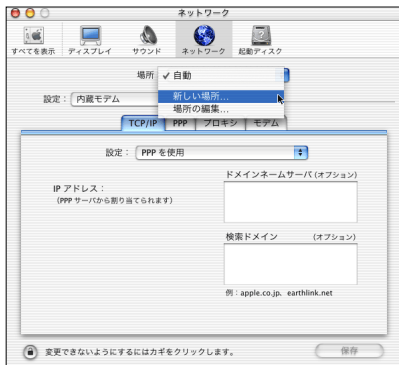 ネットワーク
すべてを表示 ディスプレイ サウンド ネットワーク 起動ディスク
場所 ✓ 自動
新しい場所...
場所の編集...
設定： 内蔵モデム
TCP/IP PPP プロキシ モデム
設定： PPP を使用
ドメインネームサーバ (オプション)
IP アドレス：
(PPP サーバから割り当てられます)
検索ドメイン (オプション)
例：apple.co.jp、earthlink.net
変更できないようにするにはカギをクリックします。
保存